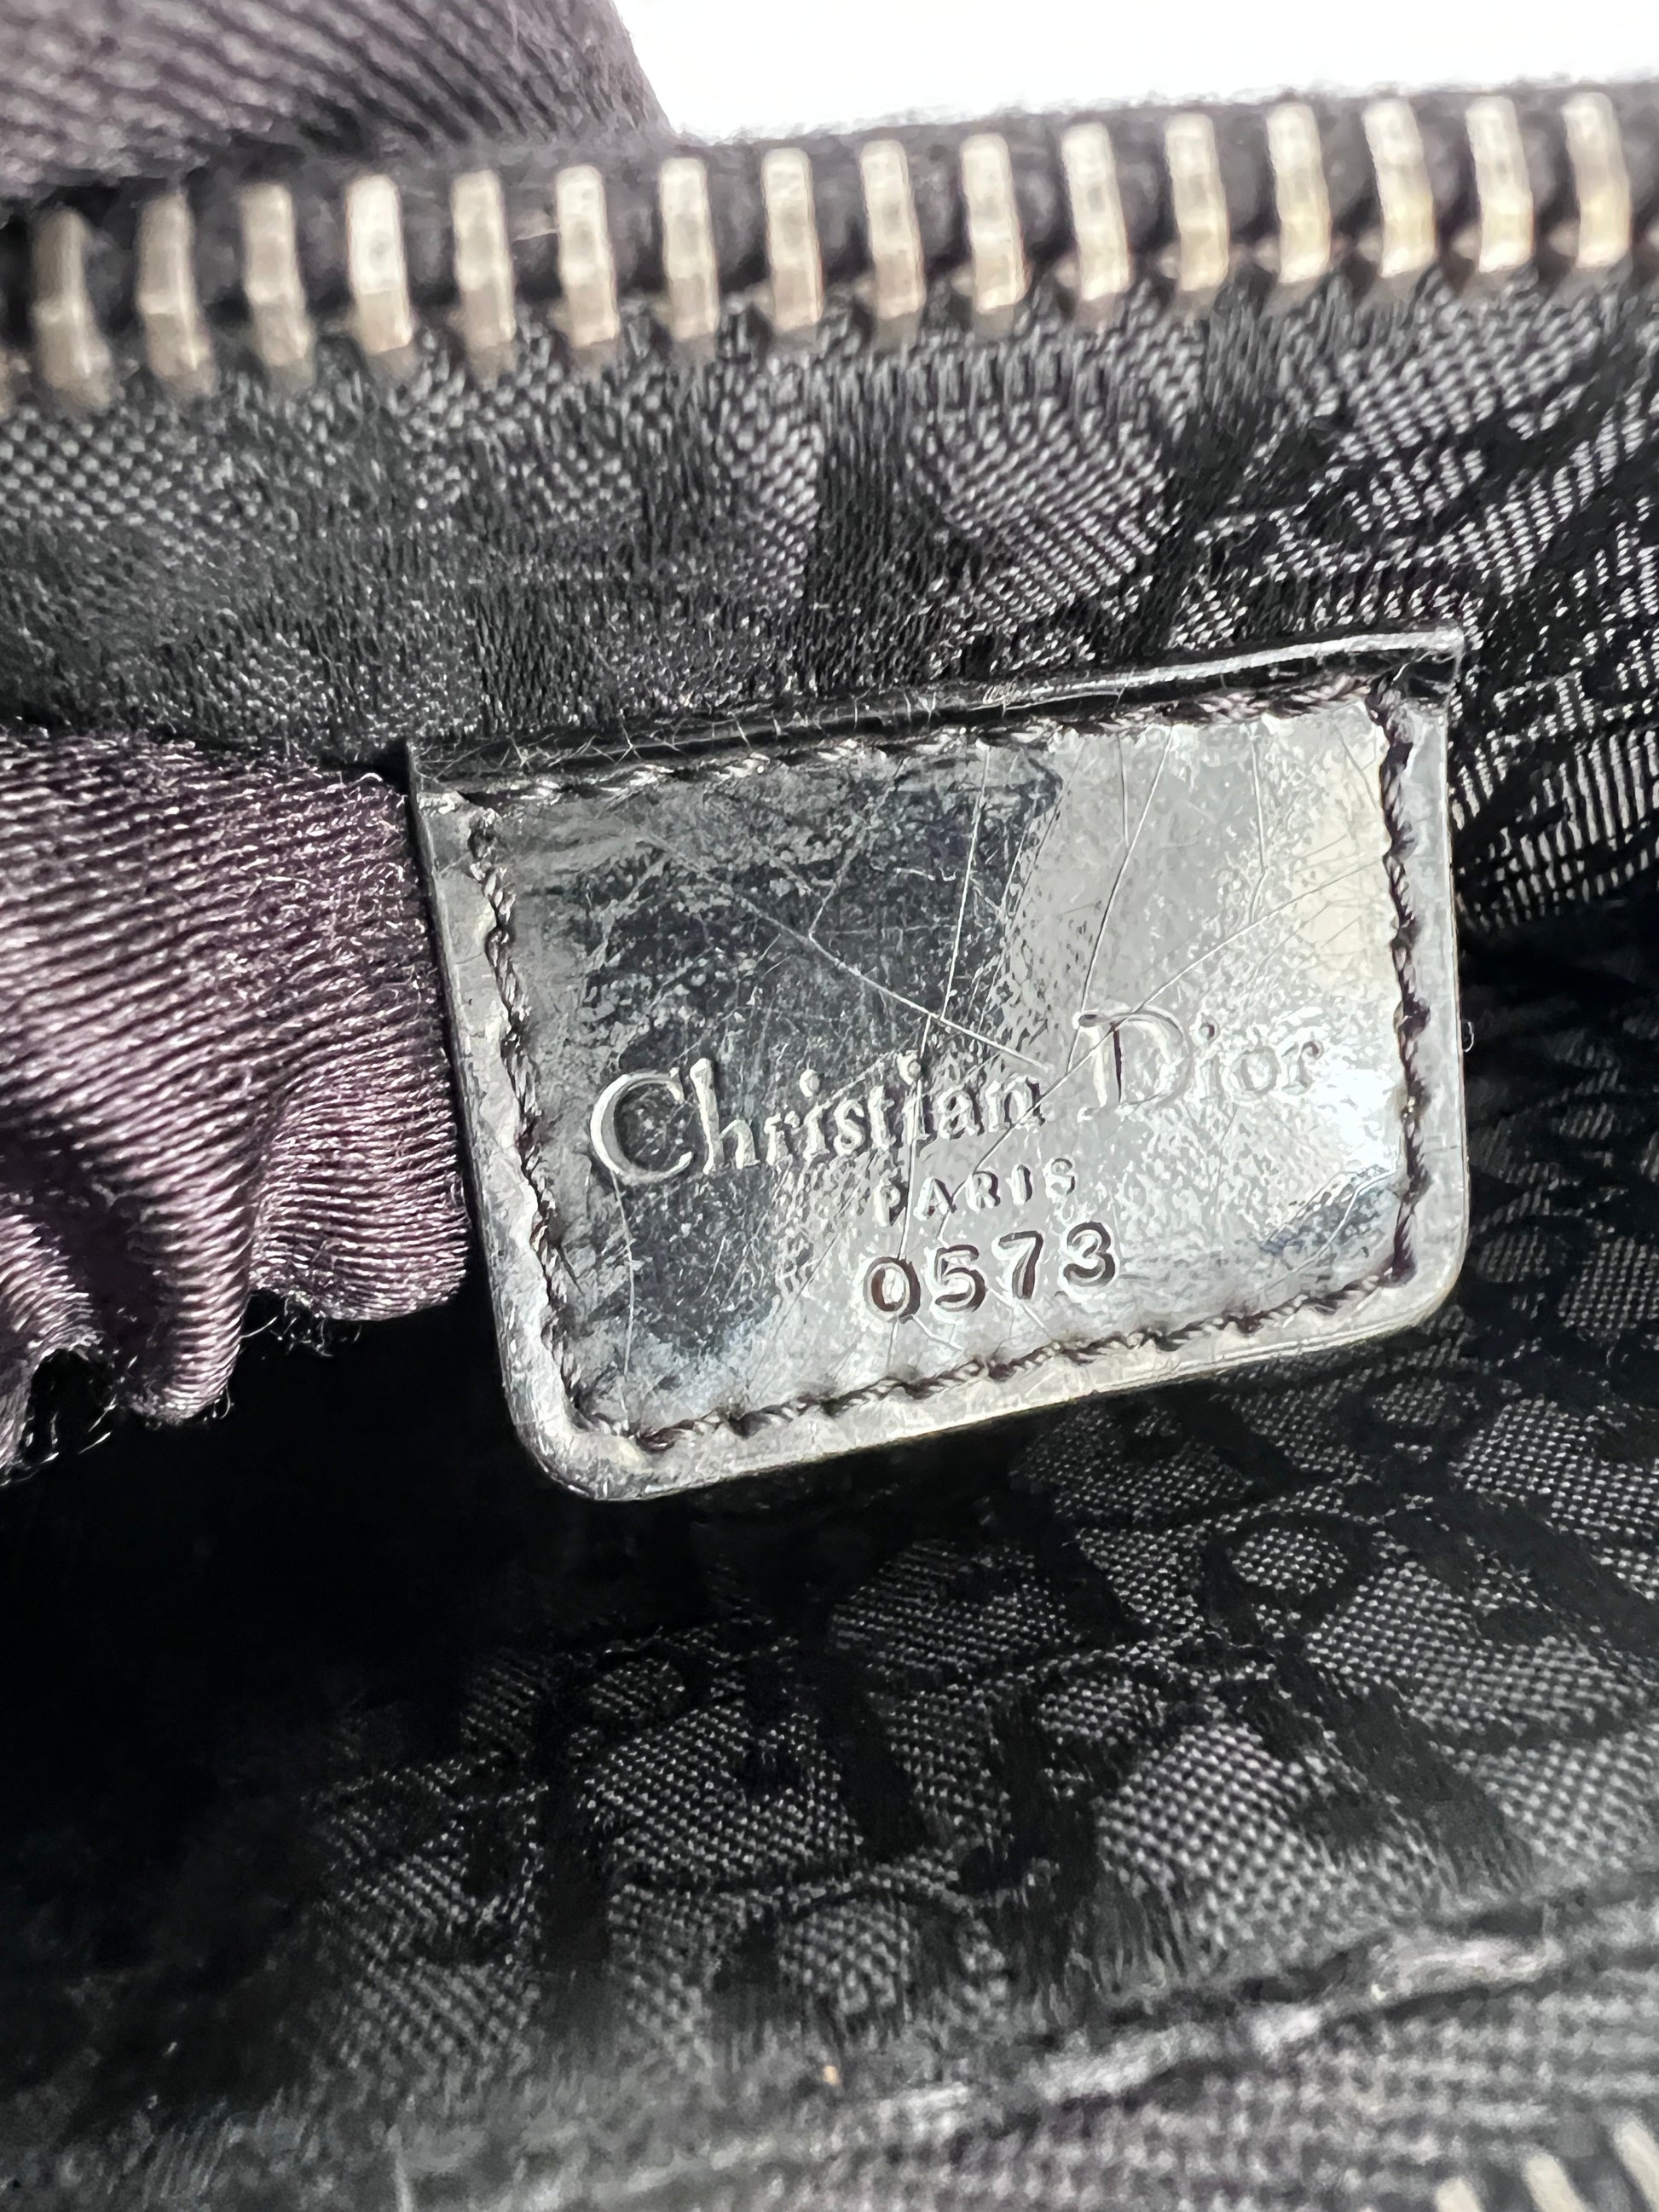 Christian Dior
PARIS
0573